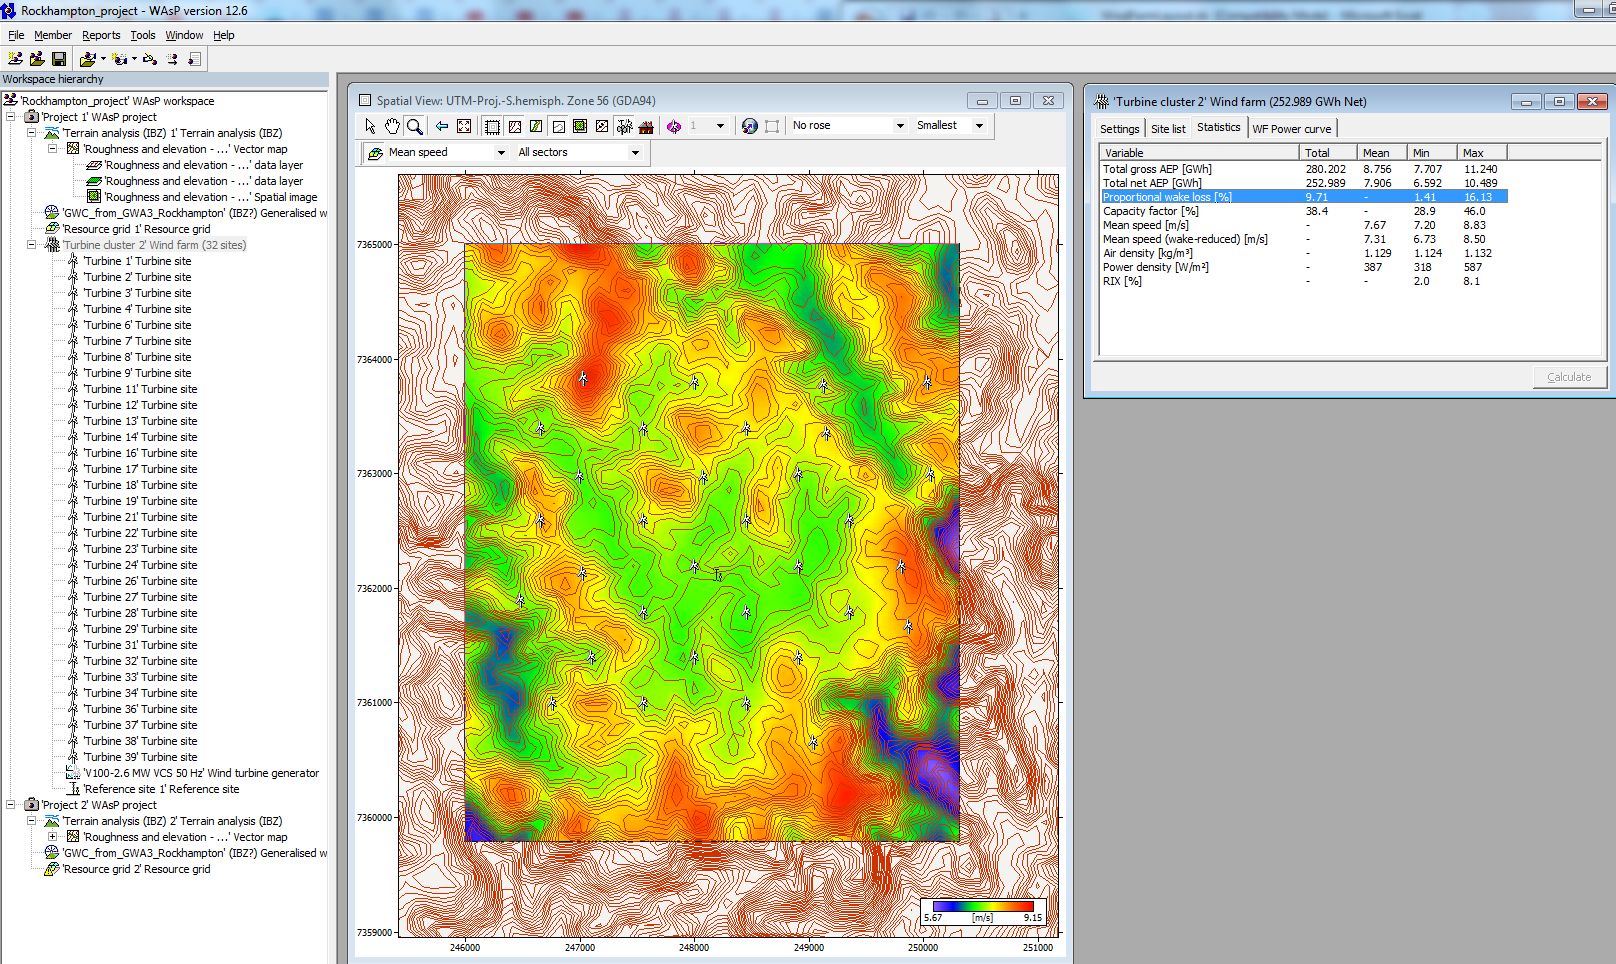 Rockhampton_project - WAsP version 12.6
File Member Reports Tools Window Help
Workspace hierarchy
'Rockhampton_project' WAsP workspace
'Project 1' WAsP project
'Terrain analysis (IBZ) 1' Terrain analysis (IBZ)
'Roughness and elevation - ...' Vector map
'Roughness and elevation - ...' data layer
'Roughness and elevation - ...' data layer
'Roughness and elevation - ...' Spatial image
'GWC_from_GWA3_Rockhampton' (IBZ?) Generalised w
'Resource grid 1' Resource grid
'Turbine cluster 2' Wind farm (32 sites)
'Turbine 1' Turbine site
'Turbine 2' Turbine site
'Turbine 3' Turbine site
'Turbine 4' Turbine site
'Turbine 6' Turbine site
'Turbine 7' Turbine site
'Turbine 8' Turbine site
'Turbine 9' Turbine site
'Turbine 11' Turbine site
'Turbine 12' Turbine site
'Turbine 13' Turbine site
'Turbine 14' Turbine site
'Turbine 16' Turbine site
'Turbine 17' Turbine site
'Turbine 18' Turbine site
'Turbine 19' Turbine site
'Turbine 21' Turbine site
'Turbine 22' Turbine site
'Turbine 23' Turbine site
'Turbine 24' Turbine site
'Turbine 26' Turbine site
'Turbine 27' Turbine site
'Turbine 28' Turbine site
'Turbine 29' Turbine site
'Turbine 31' Turbine site
'Turbine 32' Turbine site
'Turbine 33' Turbine site
'Turbine 34' Turbine site
'Turbine 36' Turbine site
'Turbine 37' Turbine site
'Turbine 38' Turbine site
'Turbine 39' Turbine site
'V100-2.6 MW VCS 50 Hz' Wind turbine generator
'Reference site 1' Reference site
'Project 2' WAsP project
'Terrain analysis (IBZ) 2' Terrain analysis (IBZ)
'Roughness and elevation - ...' Vector map
'GWC_from_GWA3_Rockhampton' (IBZ?) Generalised w
'Resource grid 2' Resource grid
Spatial View: UTM-Proj.-S.hemisph. Zone 56 (GDA94)
1 No rose Smallest
Mean speed All sectors
7365000
7364000
7363000
7362000
7361000
7360000
7359000
246000 247000 248000 249000 250000 251000
5.67 [m/s] 9.15
'Turbine cluster 2' Wind farm (252.989 GWh Net)
Settings Site list Statistics WF Power curve
Variable Total Mean Min Max
Total gross AEP [GWh] 280.202 8.756 7.707 11.240
Total net AEP [GWh] 252.989 7.906 6.592 10.489
Proportional wake loss [%] 9.71 - 1.41 16.13
Capacity factor [%] 38.4 - 28.9 46.0
Mean speed [m/s] - 7.67 7.20 8.83
Mean speed (wake-reduced) [m/s] - 7.31 6.73 8.50
Air density [kg/m³] - 1.129 1.124 1.132
Power density [W/m²] - 387 318 587
RIX [%] - - 2.0 8.1
Calculate